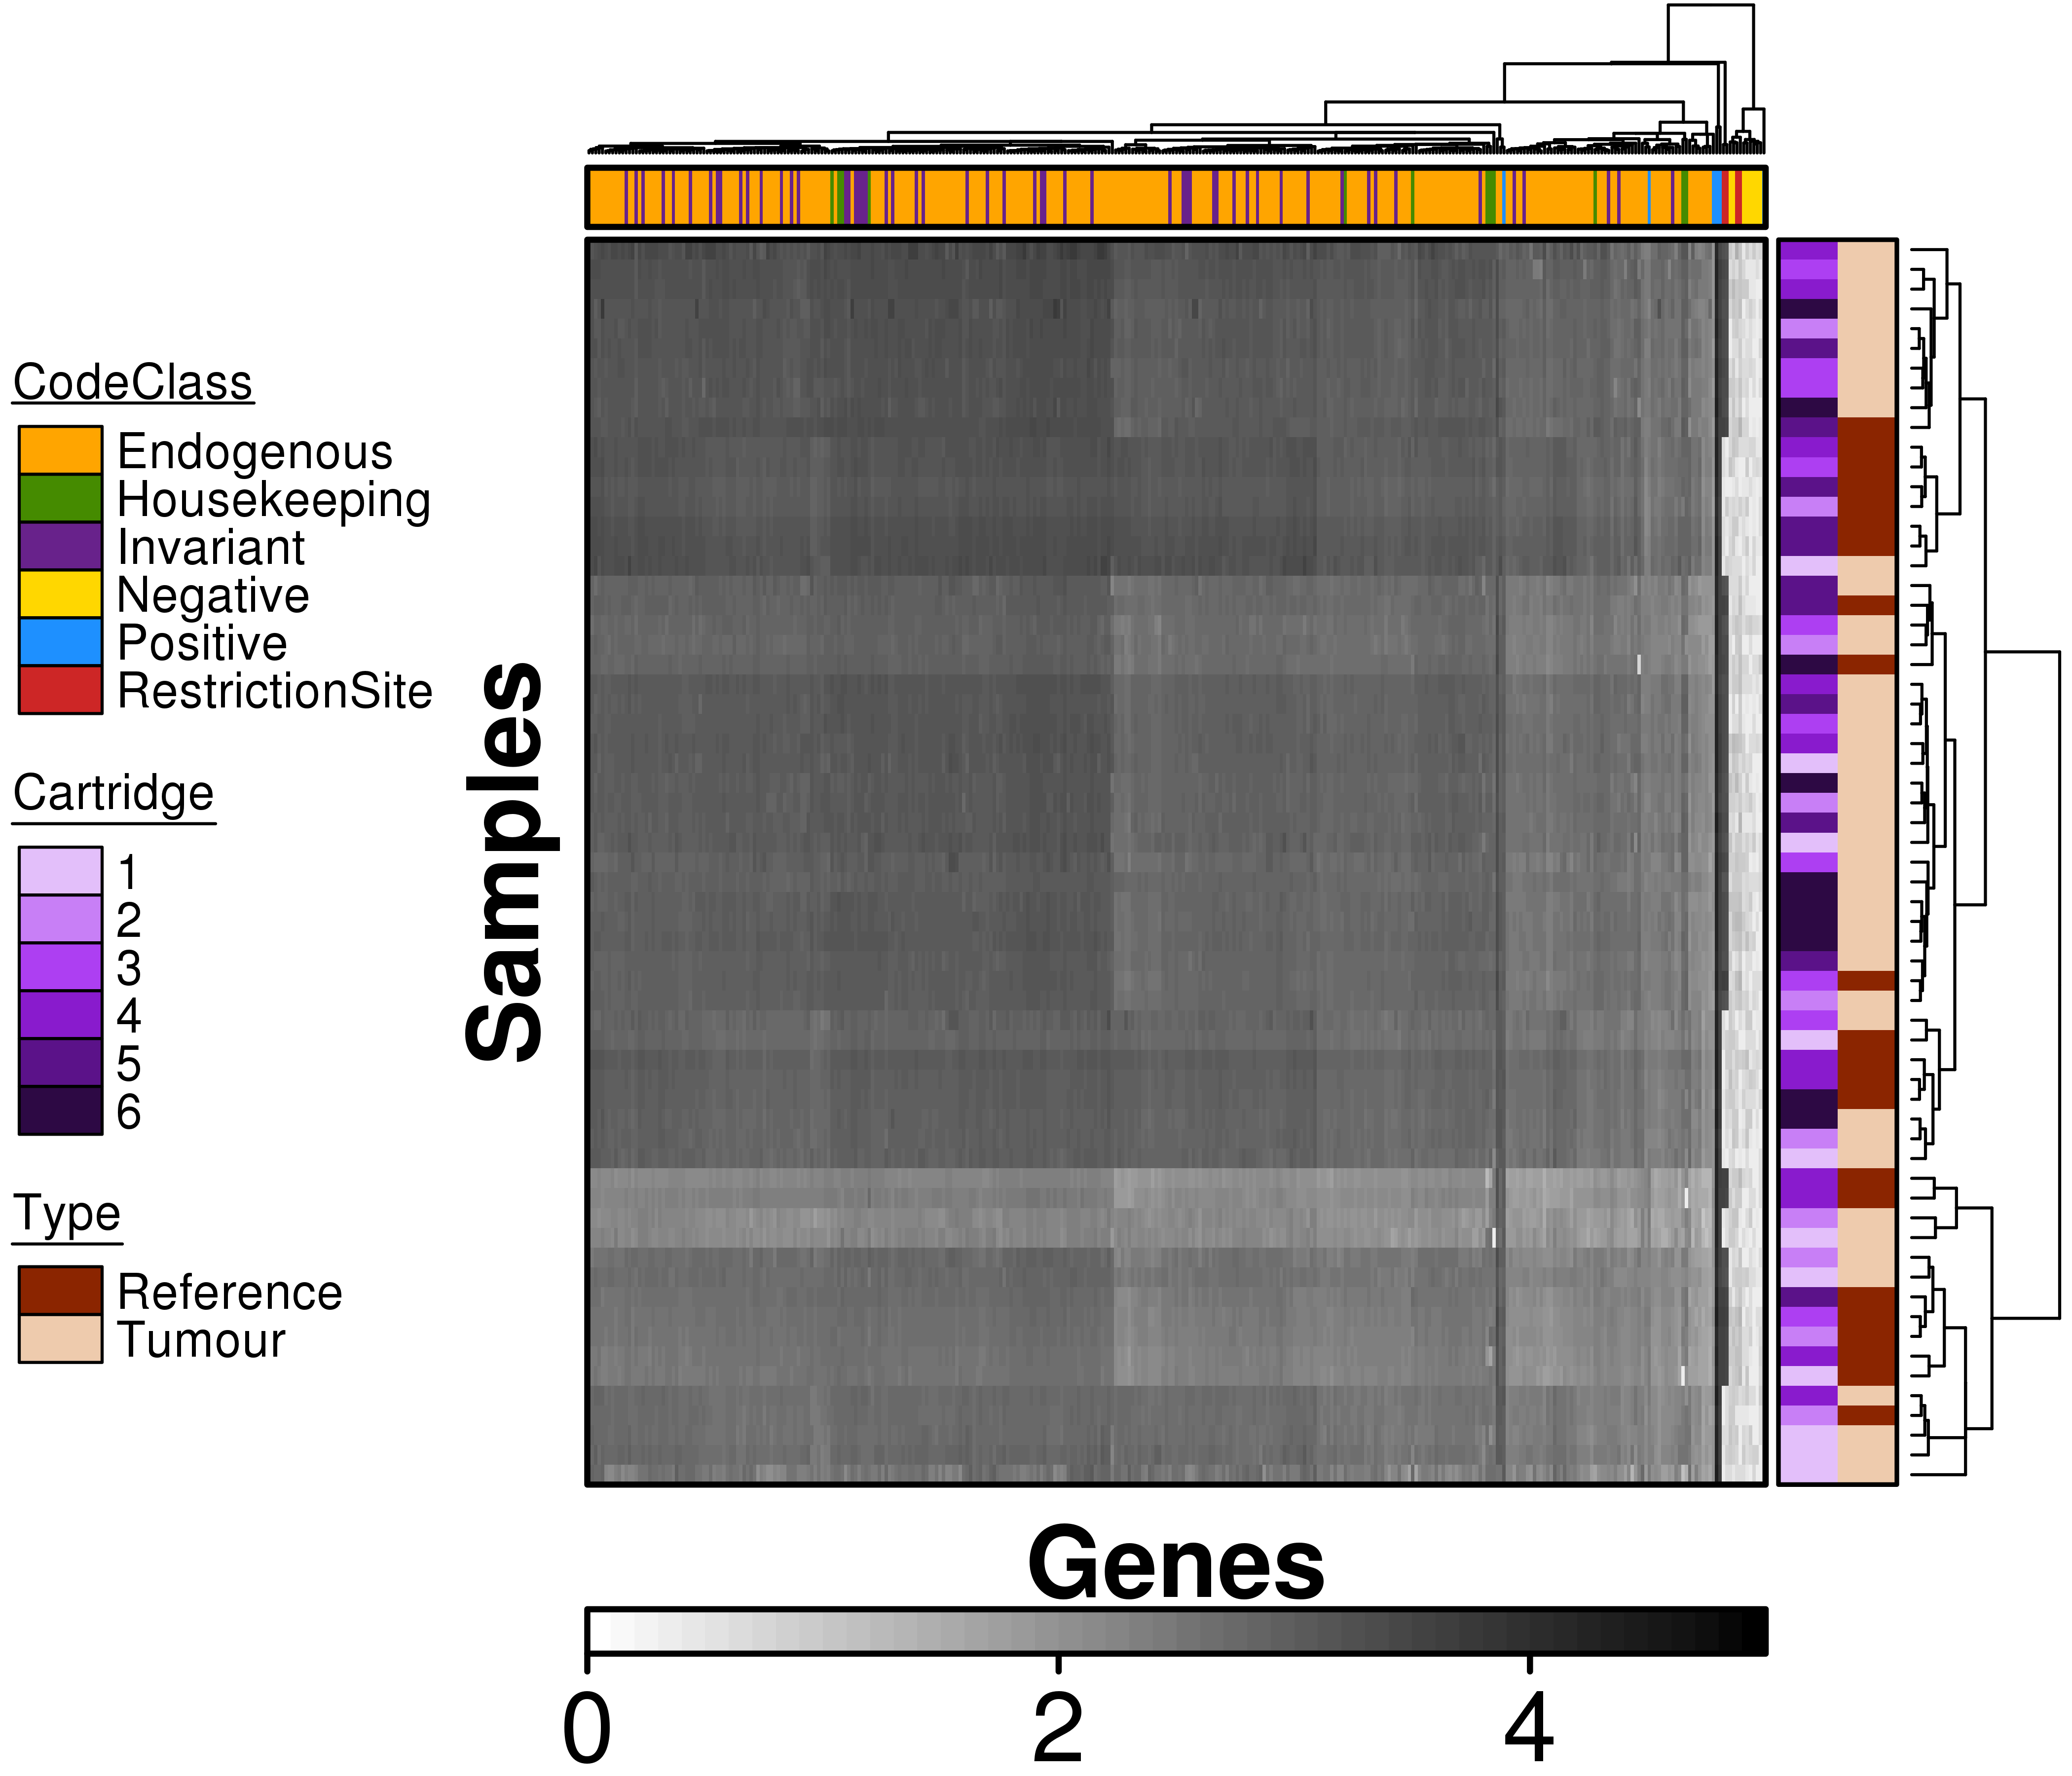 CodeClass
Endogenous
Housekeeping
Invariant
Negative
Positive
RestrictionSite
Cartridge
1
2
3
4
5
6
Type
Reference
Tumour
Samples
Genes
0 2 4